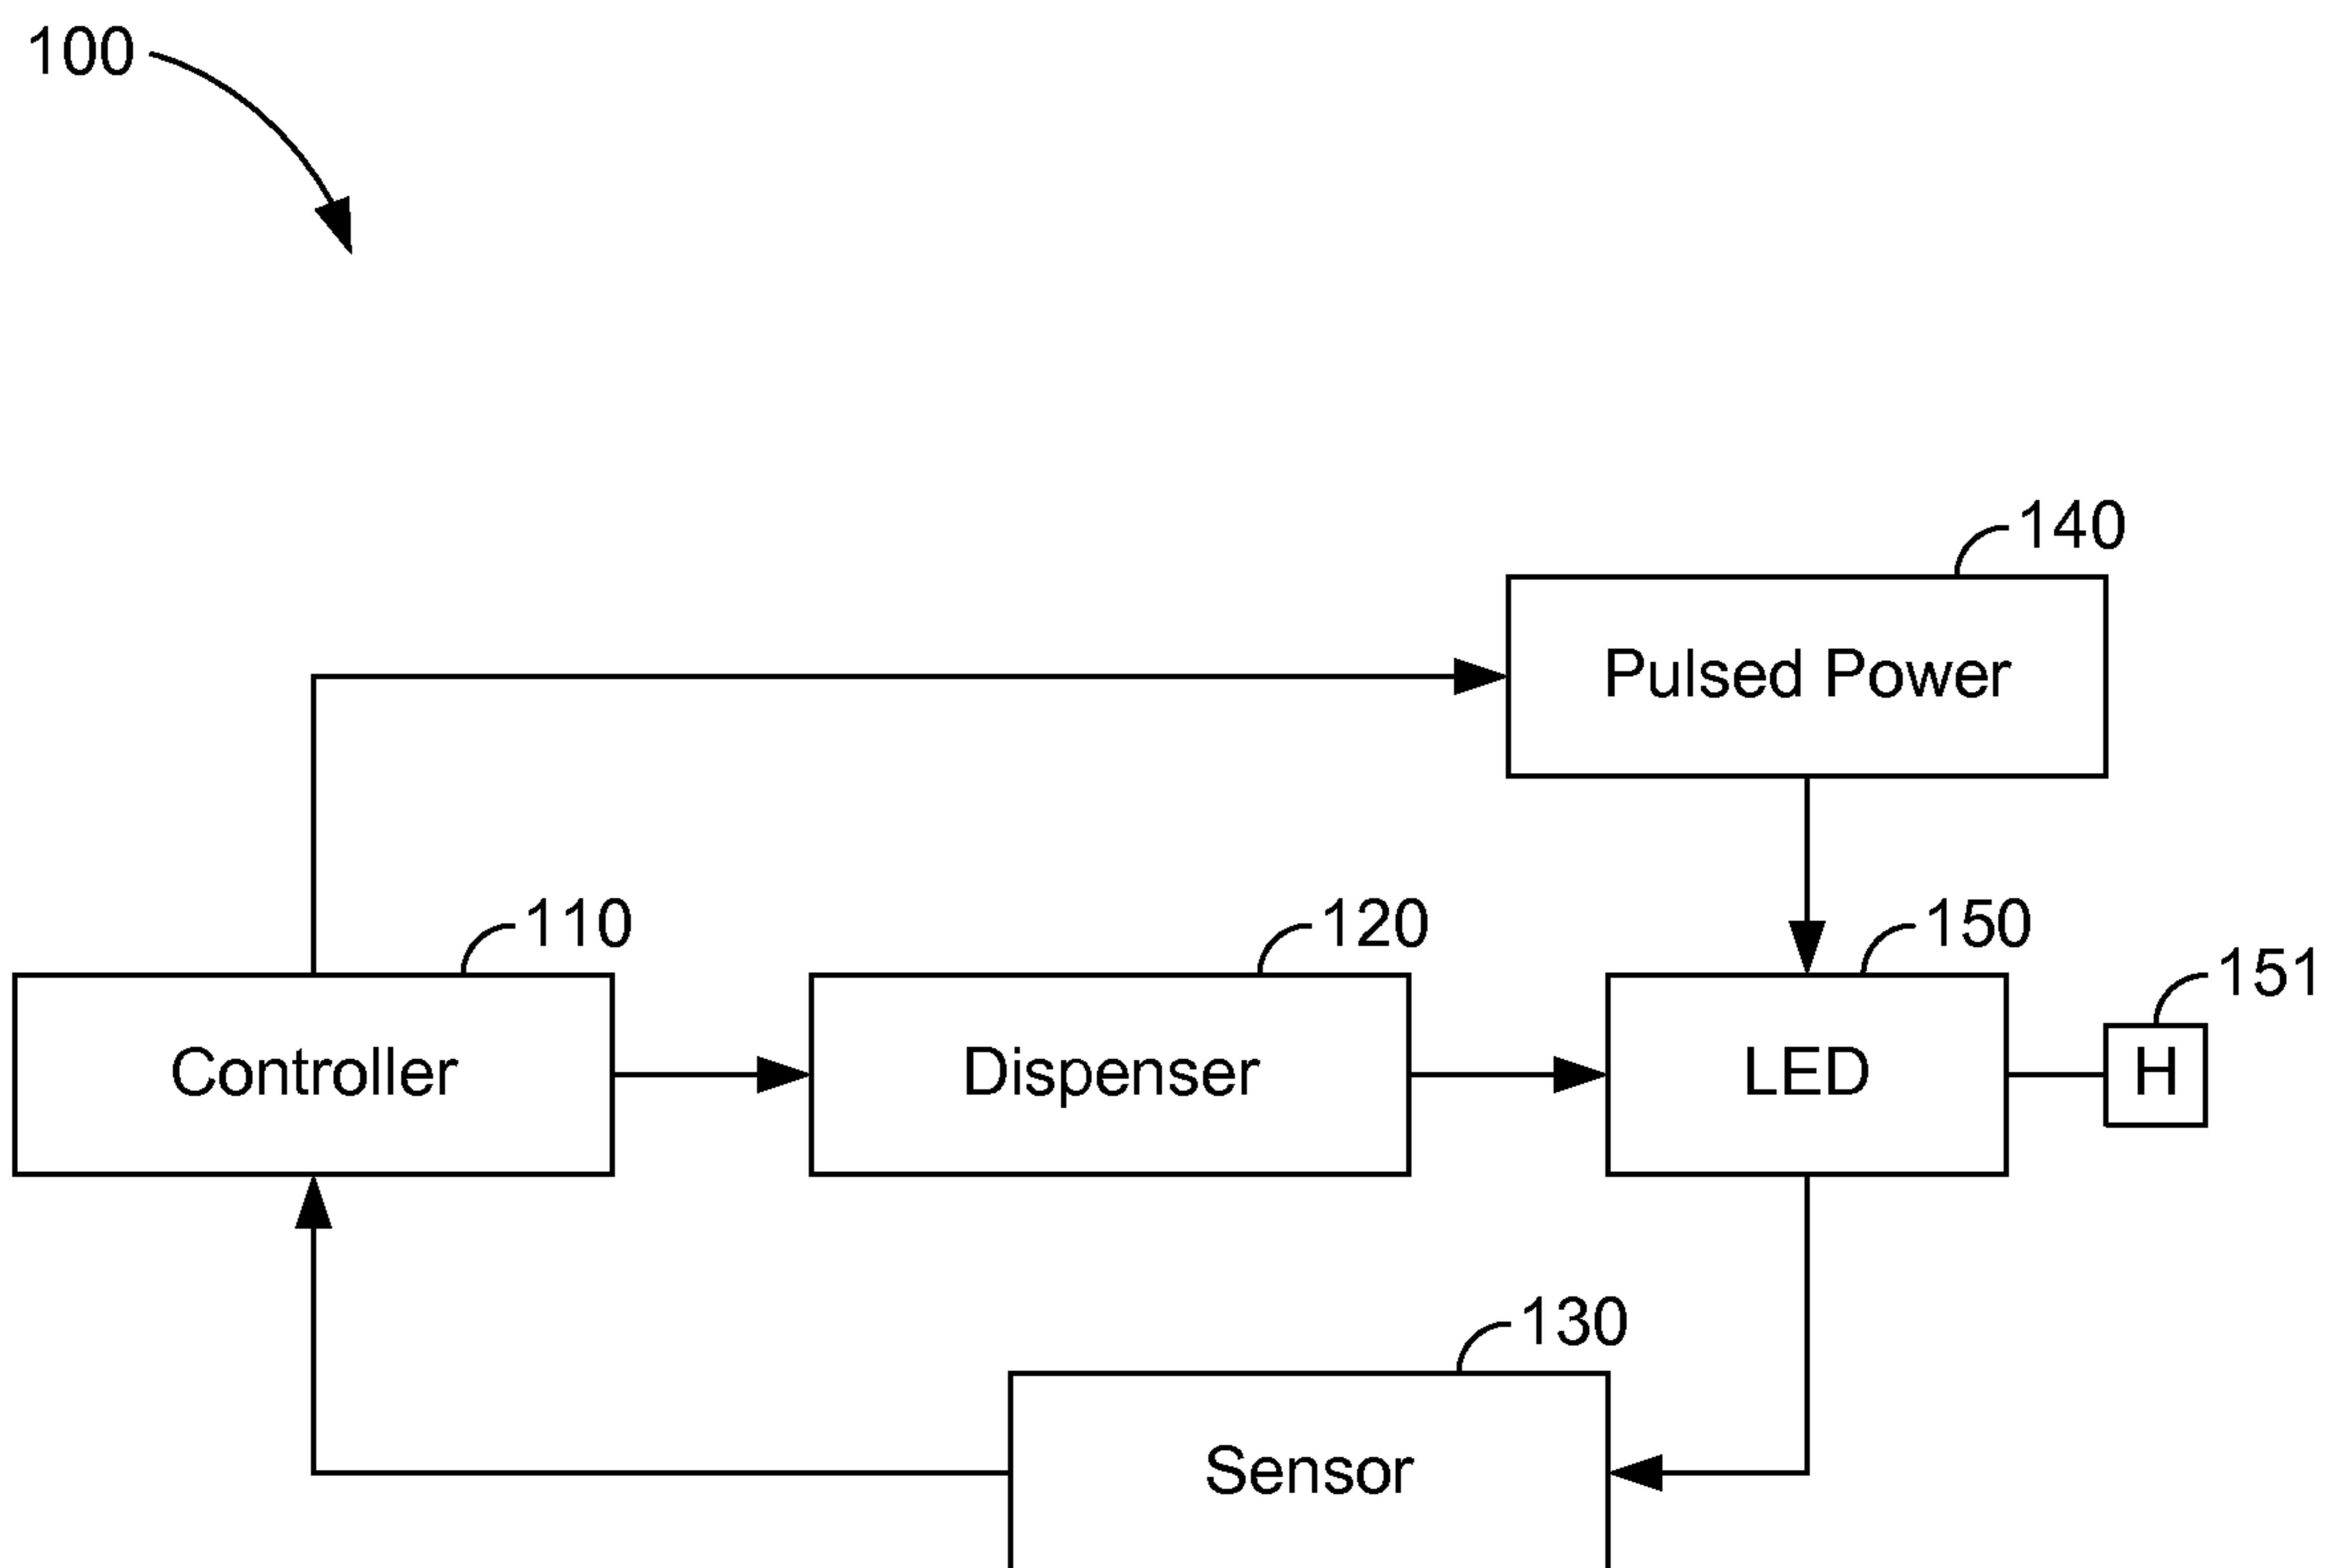 100
140
Pulsed Power
110
120
150
151
Controller
Dispenser
LED
H
130
Sensor